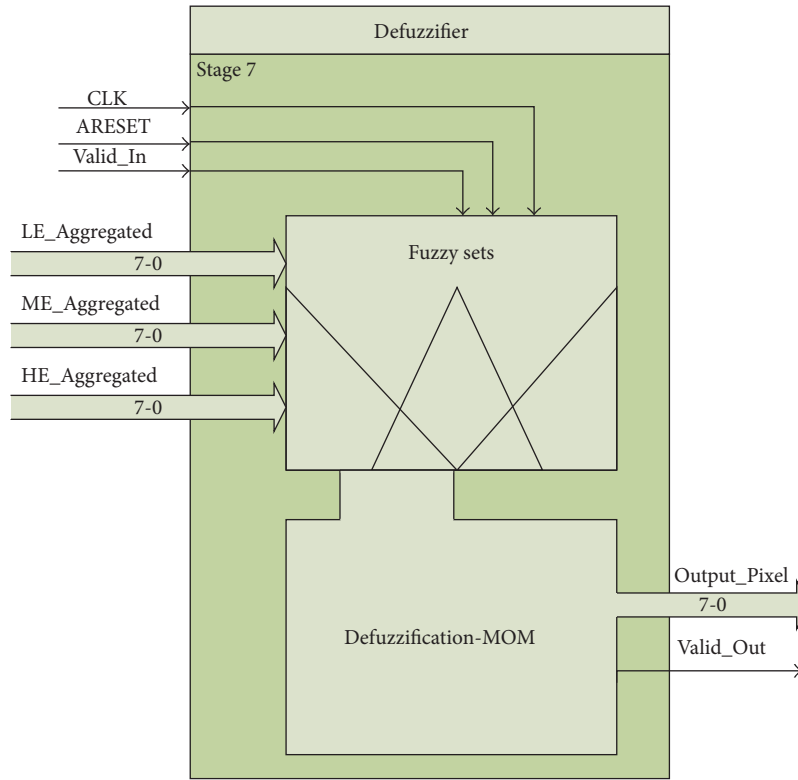 Defuzzifier
Stage 7
CLK
ARESET
Valid_In
LE_Aggregated
7-0
ME_Aggregated
7-0
HE_Aggregated
7-0
Fuzzy sets
Defuzzification-MOM
Output_Pixel
7-0
Valid_Out